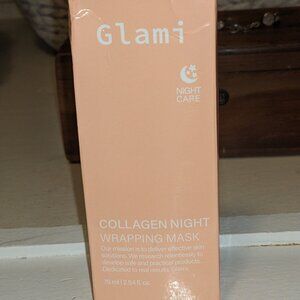 Glami
NIGHT
CARE
COLLAGEN NIGHT
WRAPPING MASK
Our mission is to deliver effective skin
solutions. We research relentlessly to
develop safe and practical products.
Dedicated to real results, Glami.
75 ml / 2.54 fl. oz.